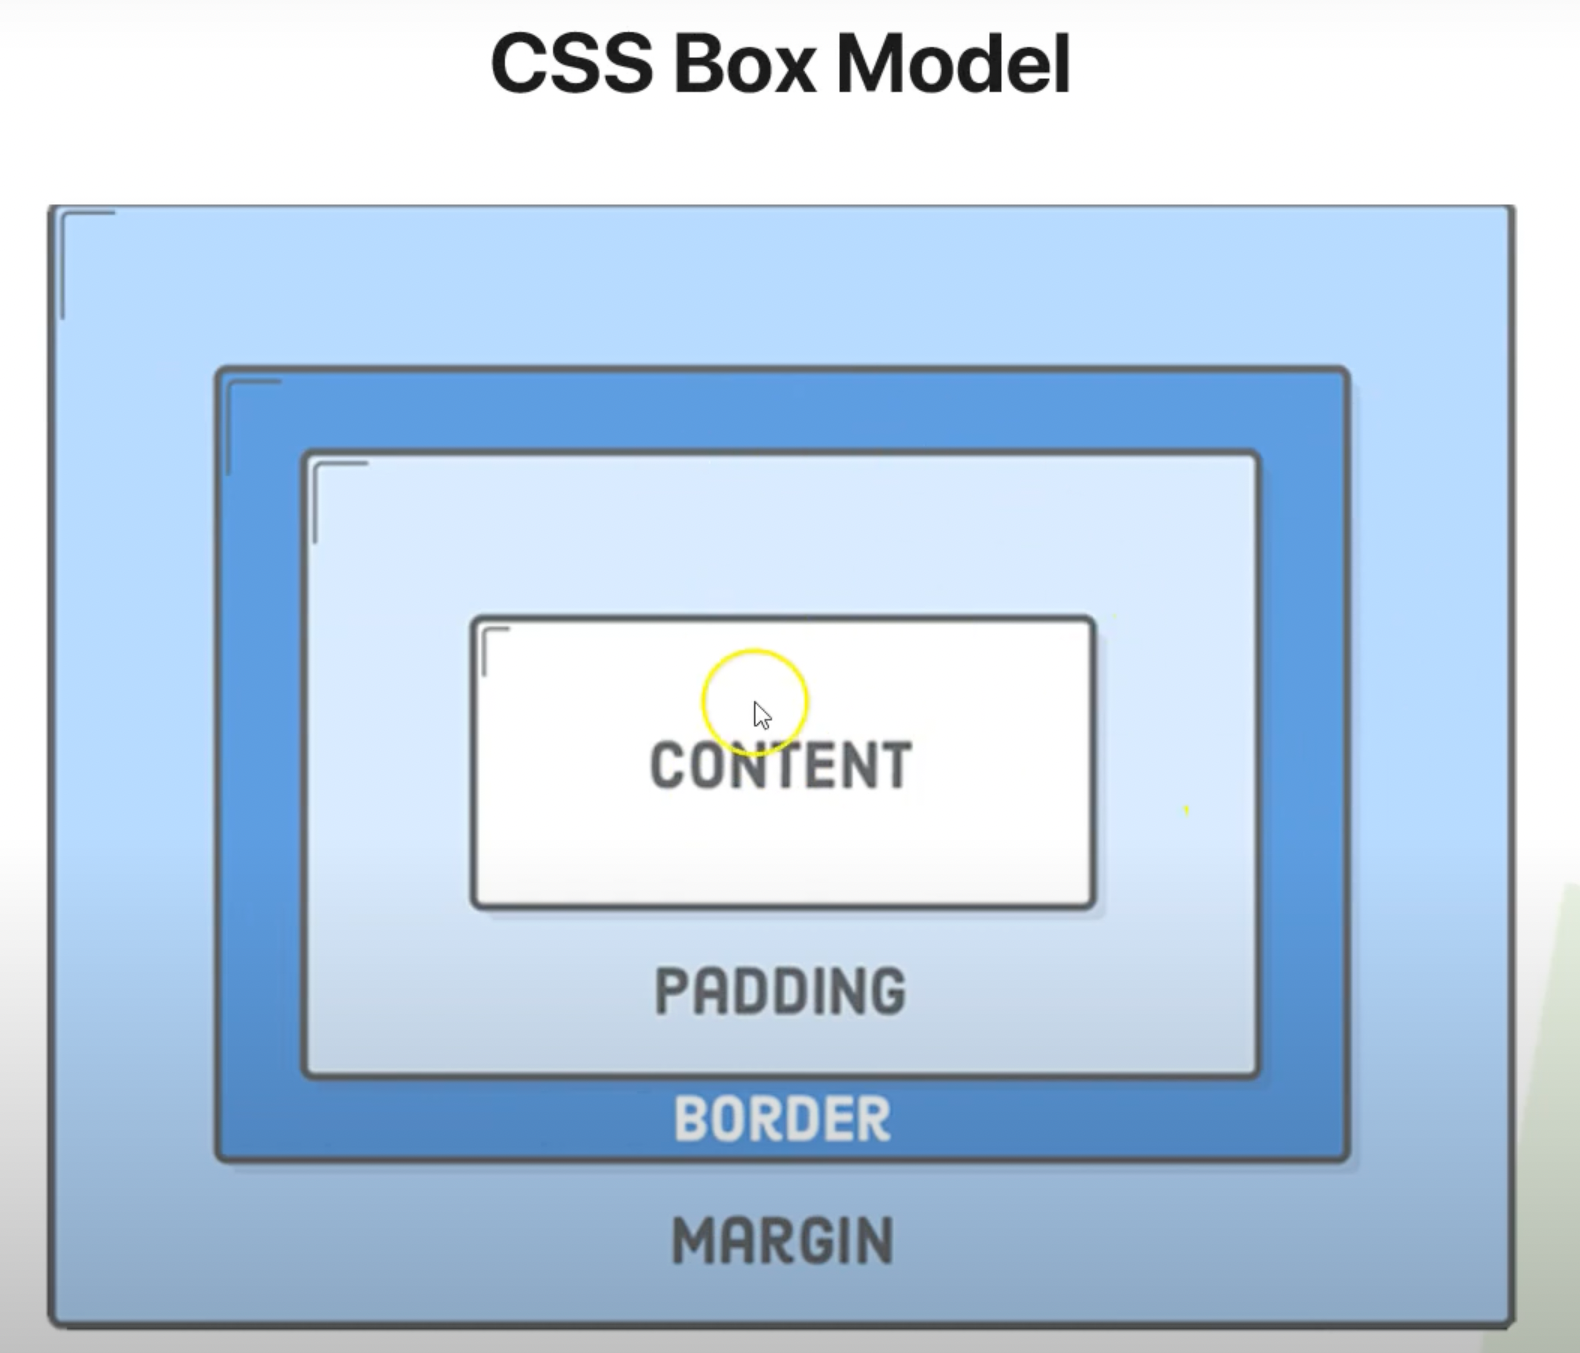 CSS Box Model
CONTENT
PADDING
BORDER
MARGIN